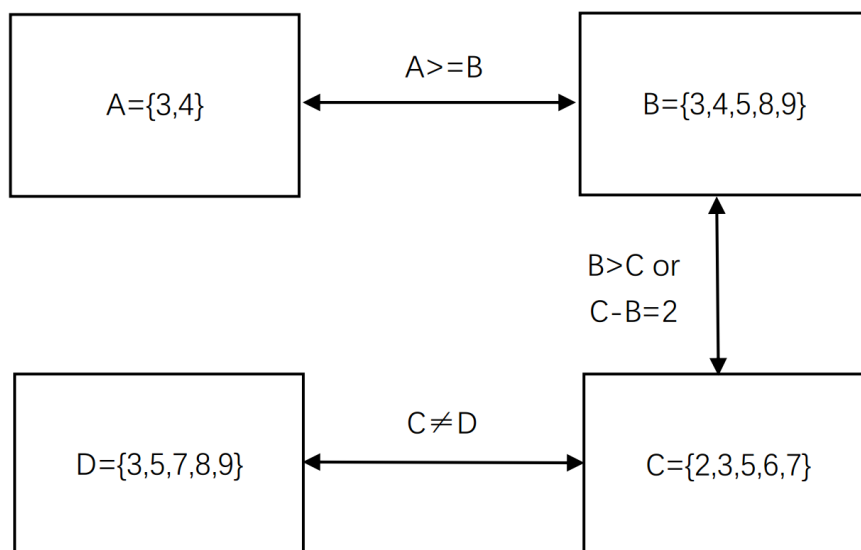 A>=B
A={3,4}
B={3,4,5,8,9}
B>C or
C-B=2
C≠D
D={3,5,7,8,9}
C={2,3,5,6,7}